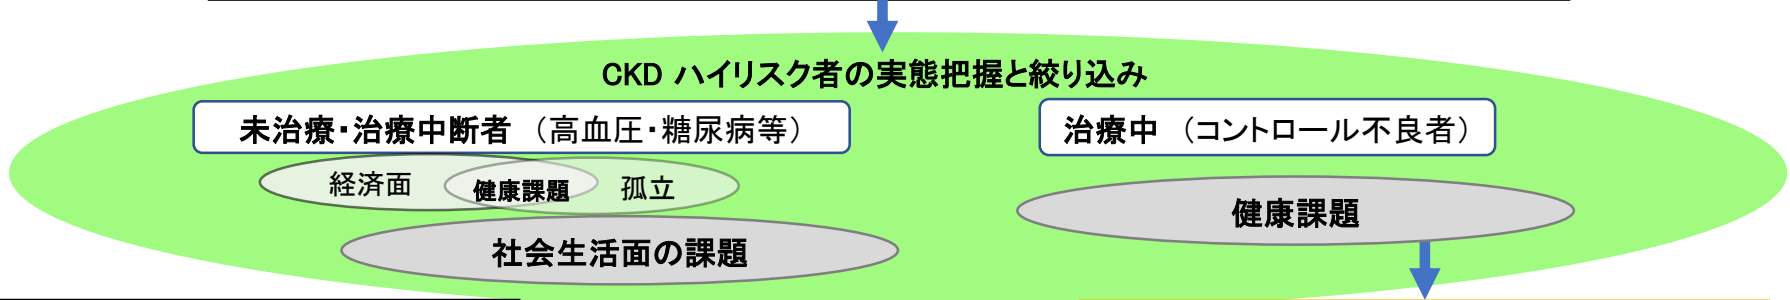 CKD ハイリスク者の実態把握と絞り込み
未治療・治療中断者 （高血圧・糖尿病等）
治療中 （コントロール不良者）
経済面
健康課題
孤立
健康課題
社会生活面の課題